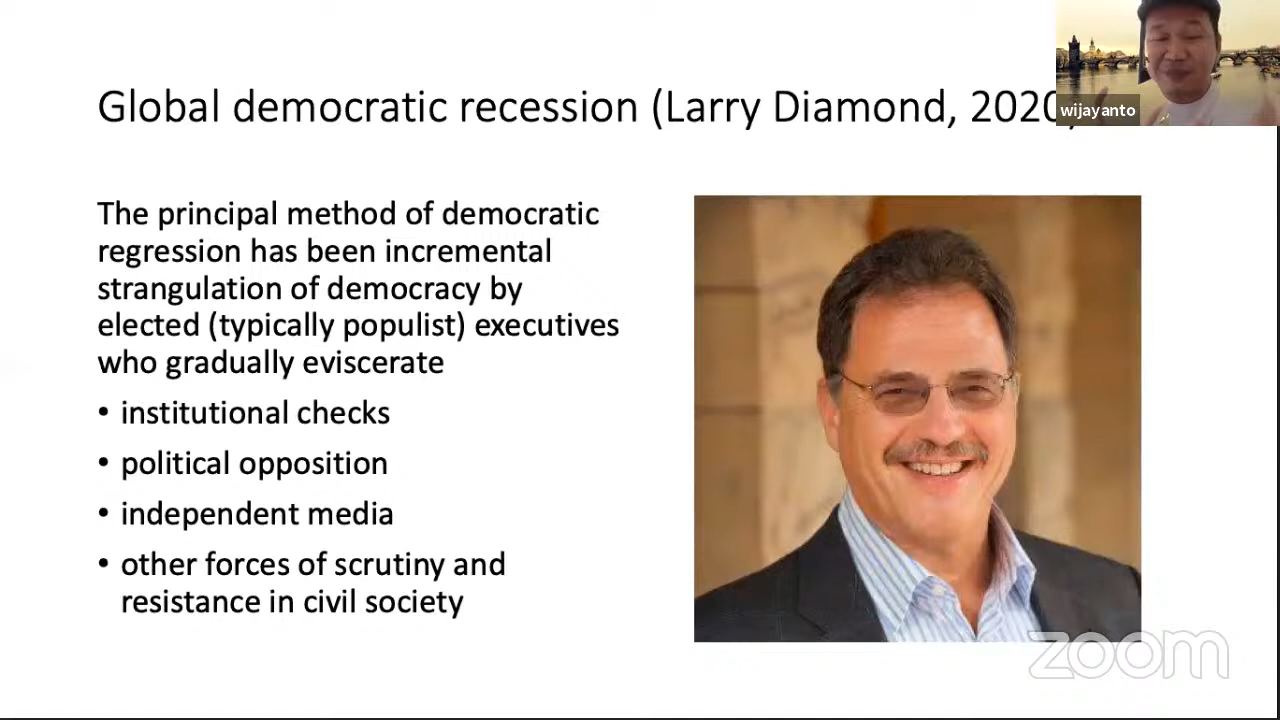 Global democratic recession (Larry Diamond, 2020)
wijayanto
The principal method of democratic
regression has been incremental
strangulation of democracy by
elected (typically populist) executives
who gradually eviscerate
• institutional checks
• political opposition
• independent media
• other forces of scrutiny and
resistance in civil society
zoom